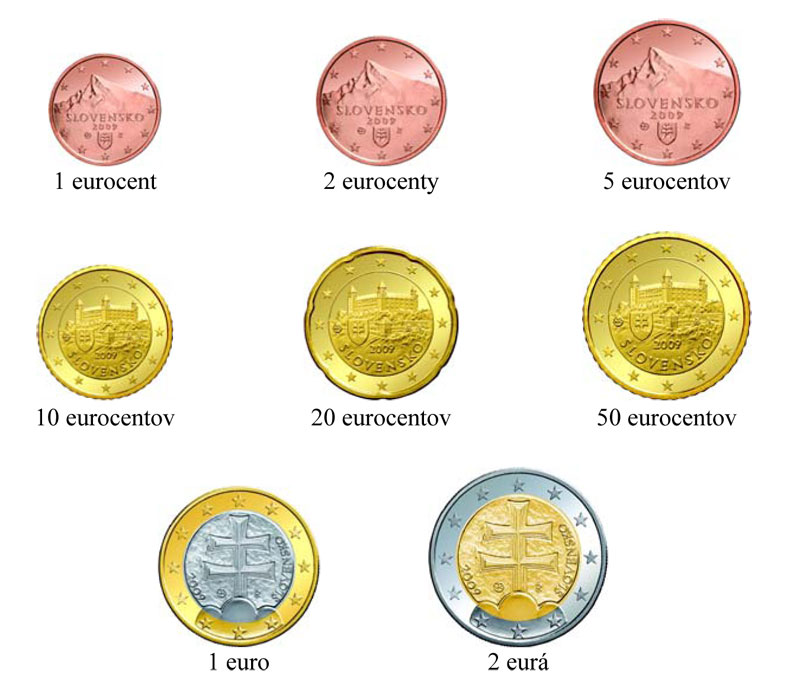 SLOVENSKO
2009
1 eurocent
SLOVENSKO
2009
2 eurocenty
SLOVENSKO
2009
5 eurocentov
2009
SLOVENSKO
10 eurocentov
2009
SLOVENSKO
20 eurocentov
2009
SLOVENSKO
50 eurocentov
2009
SLOVENSKO
1 euro
2009
SLOVENSKO
2 eurá